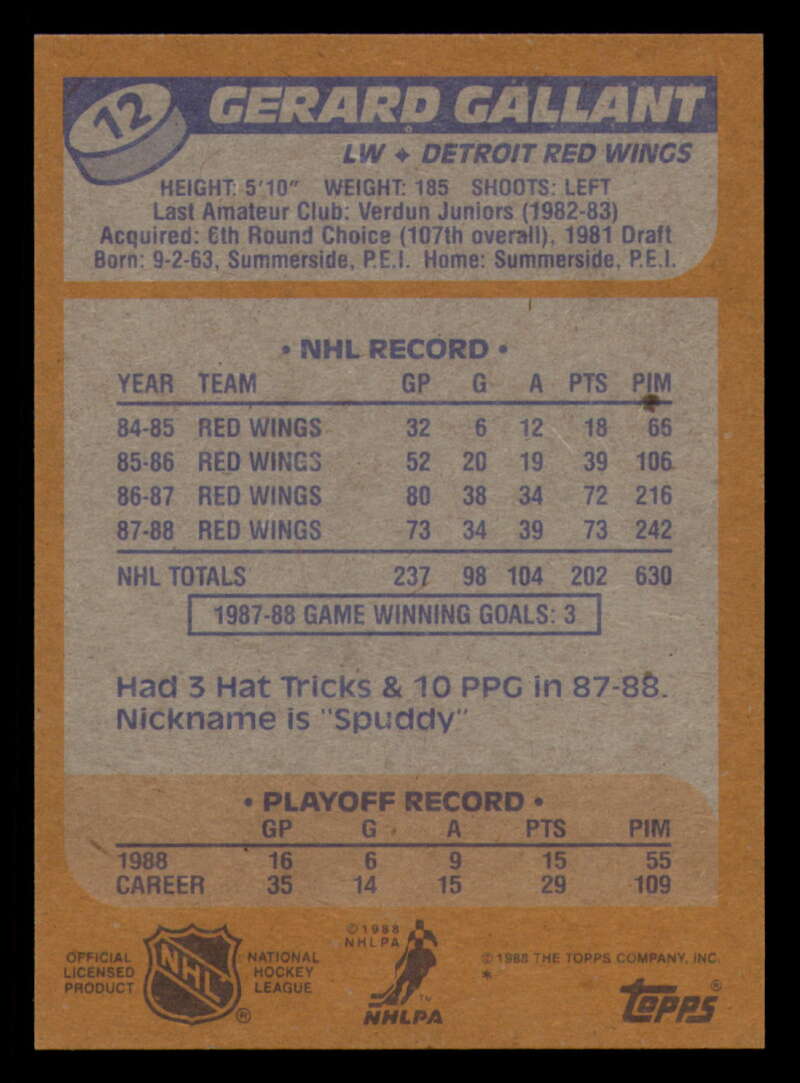 12
GERARD GALLANT
LW ♦ DETROIT RED WINGS
HEIGHT: 5'10" WEIGHT: 185 SHOOTS: LEFT
Last Amateur Club: Verdun Juniors (1982-83)
Acquired: 6th Round Choice (107th overall), 1981 Draft
Born: 9-2-63, Summerside, P.E.I. Home: Summerside, P.E.I.
• NHL RECORD •
YEAR TEAM GP G A PTS PIM
84-85 RED WINGS 32 6 12 18 66
85-86 RED WINGS 52 20 19 39 106
86-87 RED WINGS 80 38 34 72 216
87-88 RED WINGS 73 34 39 73 242
NHL TOTALS 237 98 104 202 630
1987-88 GAME WINNING GOALS: 3
Had 3 Hat Tricks & 10 PPG in 87-88.
Nickname is "Spuddy"
• PLAYOFF RECORD •
GP G A PTS PIM
1988 16 6 9 15 55
CAREER 35 14 15 29 109
OFFICIAL
LICENSED
PRODUCT
NHL
®
NATIONAL
HOCKEY
LEAGUE
©1988
NHLPA
TM
NHLPA
©1988 THE TOPPS COMPANY, INC.
*
TOPPS®